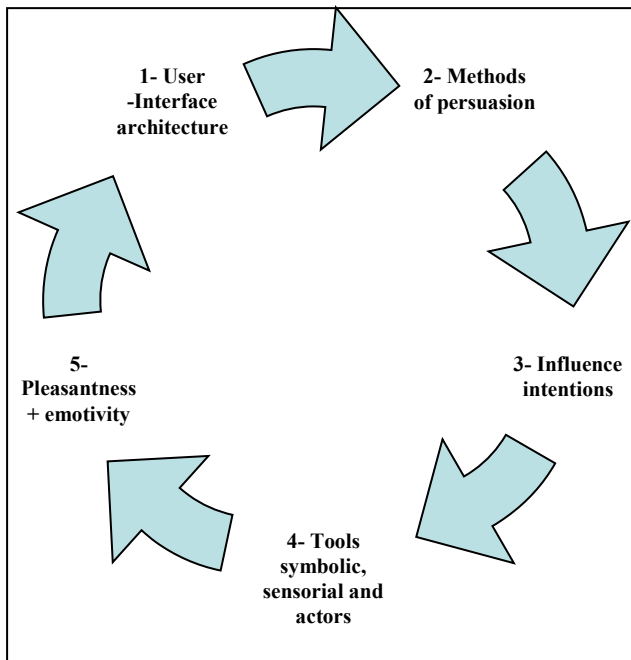 1- User
-Interface
architecture
2- Methods
of persuasion
3- Influence
intentions
4- Tools
symbolic,
sensorial and
actors
5-
Pleasantness
+ emotivity